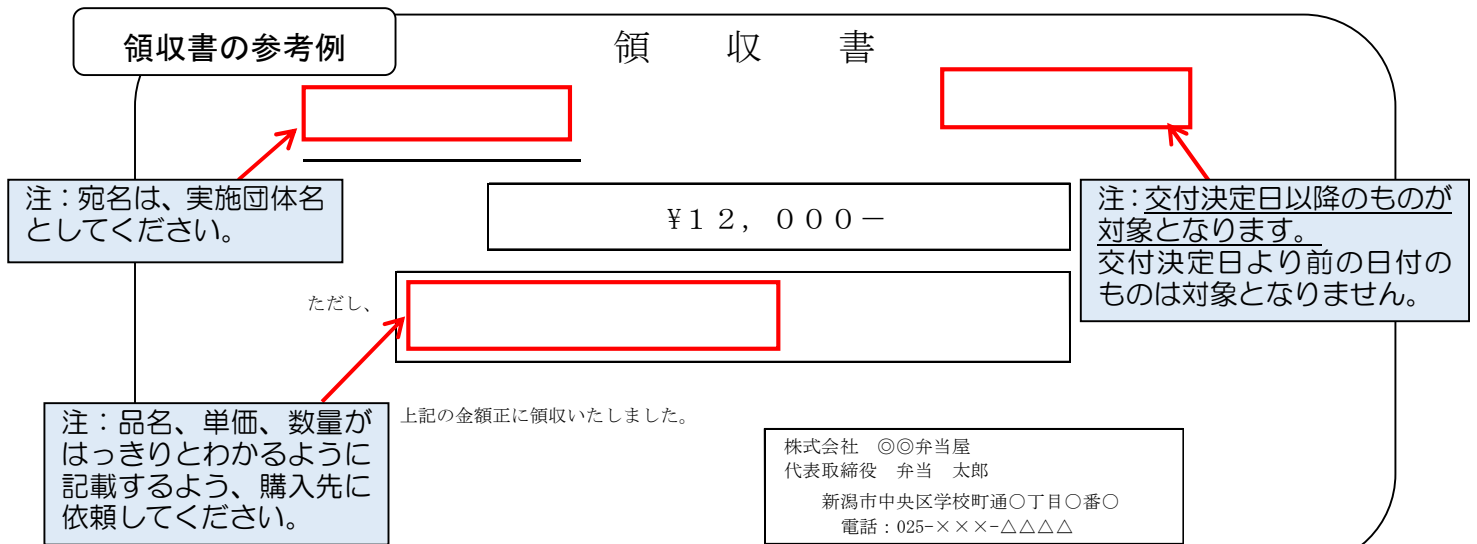 領収書の参考例
領　収　書
注：宛名は、実施団体名
としてください。
¥１２，０００－
注：交付決定日以降のものが
対象となります。
交付決定日より前の日付の
ものは対象となりません。
ただし、
注：品名、単価、数量が
はっきりとわかるように
記載するよう、購入先に
依頼してください。
上記の金額正に領収いたしました。
株式会社　◎◎弁当屋
代表取締役　弁当　太郎
新潟市中央区学校町通○丁目○番○
電話：025-×××-△△△△